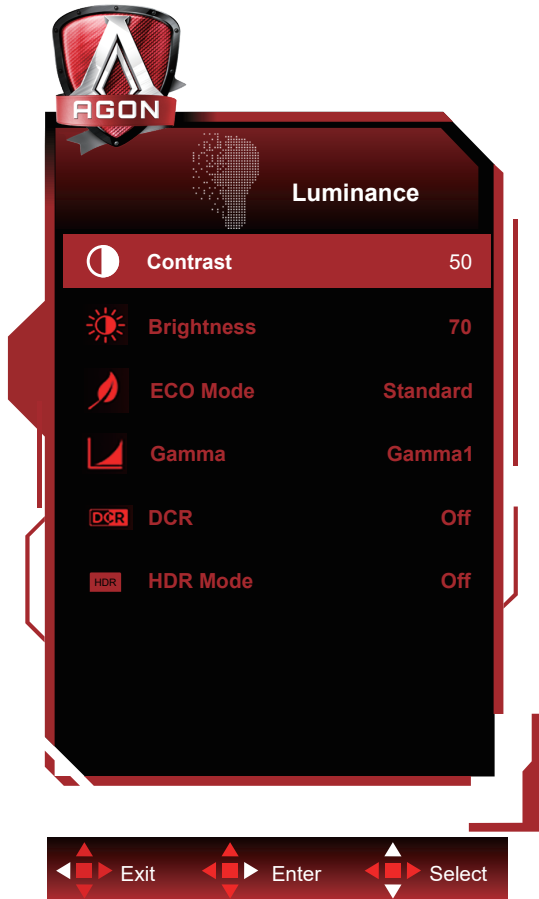 AGON
Luminance
Contrast 50
Brightness 70
ECO Mode Standard
Gamma Gamma1
DCR DCR Off
HDR HDR Mode Off
Exit Enter Select